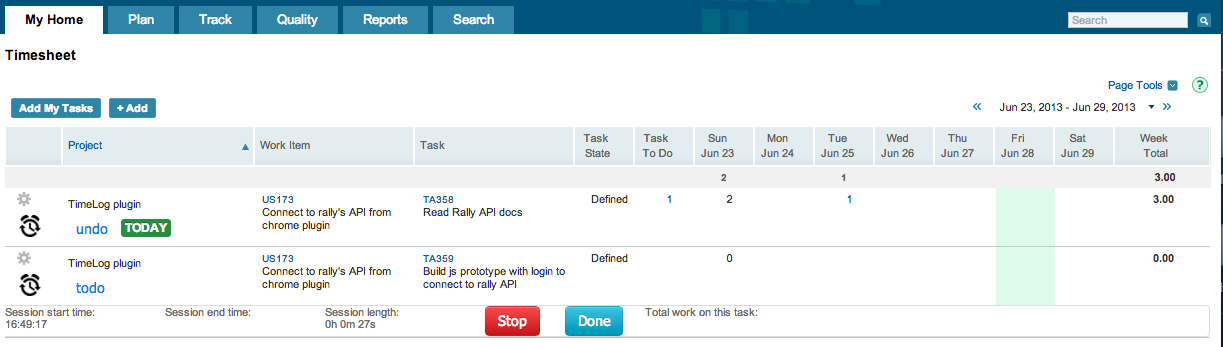 My Home Plan Track Quality Reports Search Search
Timesheet
Page Tools ?
Add My Tasks + Add « Jun 23, 2013 - Jun 29, 2013 »
Project Work Item Task Task State Task To Do Sun Jun 23 Mon Jun 24 Tue Jun 25 Wed Jun 26 Thu Jun 27 Fri Jun 28 Sat Jun 29 Week Total
2 1 3.00
TimeLog plugin US173 TA358 Defined 1 2 1 3.00
Connect to rally's API from Read Rally API docs
chrome plugin
undo TODAY
TimeLog plugin US173 TA359 Defined 0 0.00
Connect to rally's API from Build js prototype with login to
chrome plugin connect to rally API
todo
Session start time: Session end time: Session length: Stop Done Total work on this task:
16:49:17 0h 0m 27s